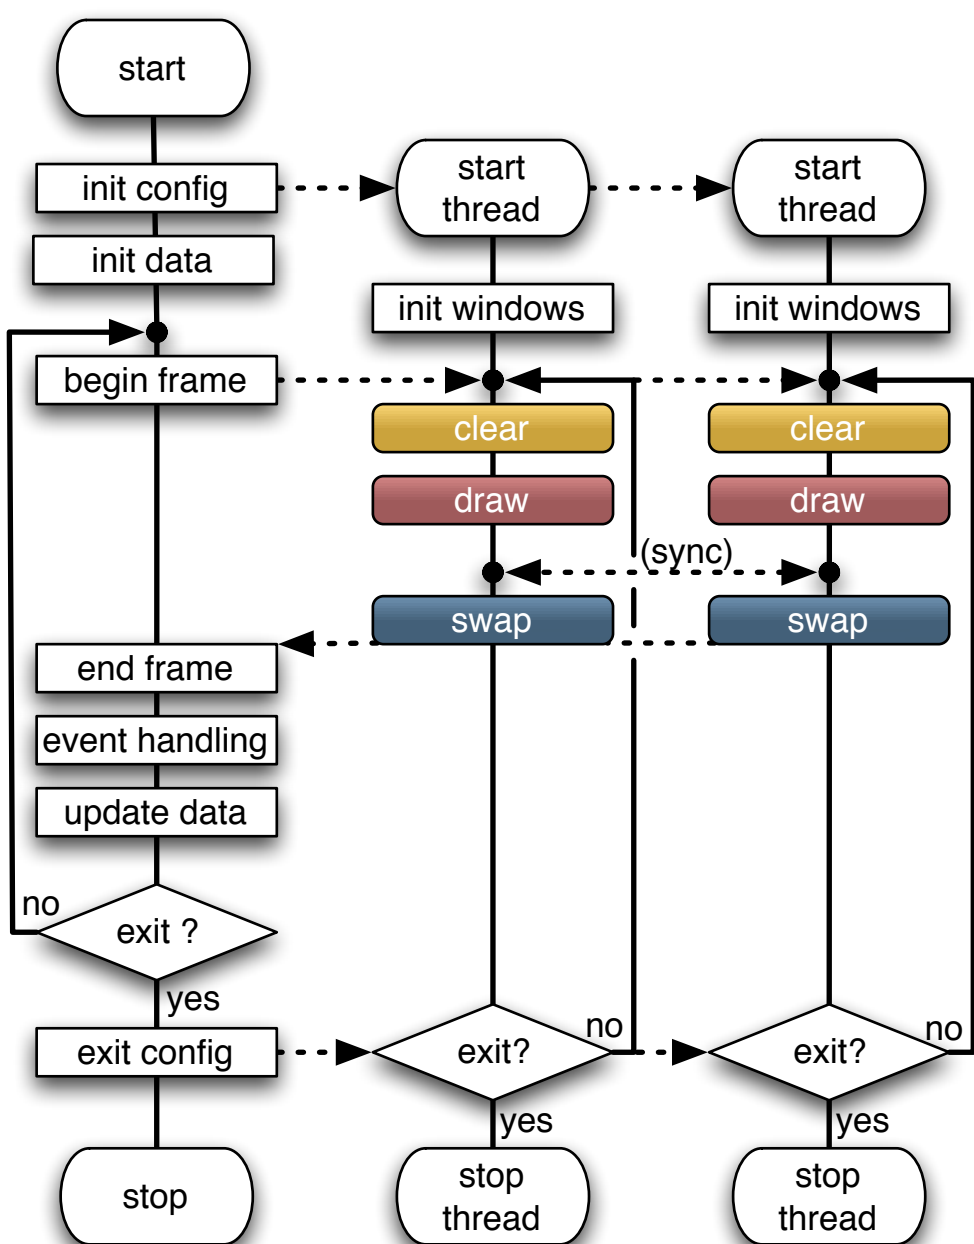 start
init config
init data
begin frame
end frame
event handling
update data
no
exit ?
yes
exit config
stop
start
thread
init windows
clear
draw
(sync)
swap
exit?
no
yes
stop
thread
start
thread
init windows
clear
draw
swap
exit?
no
yes
stop
thread